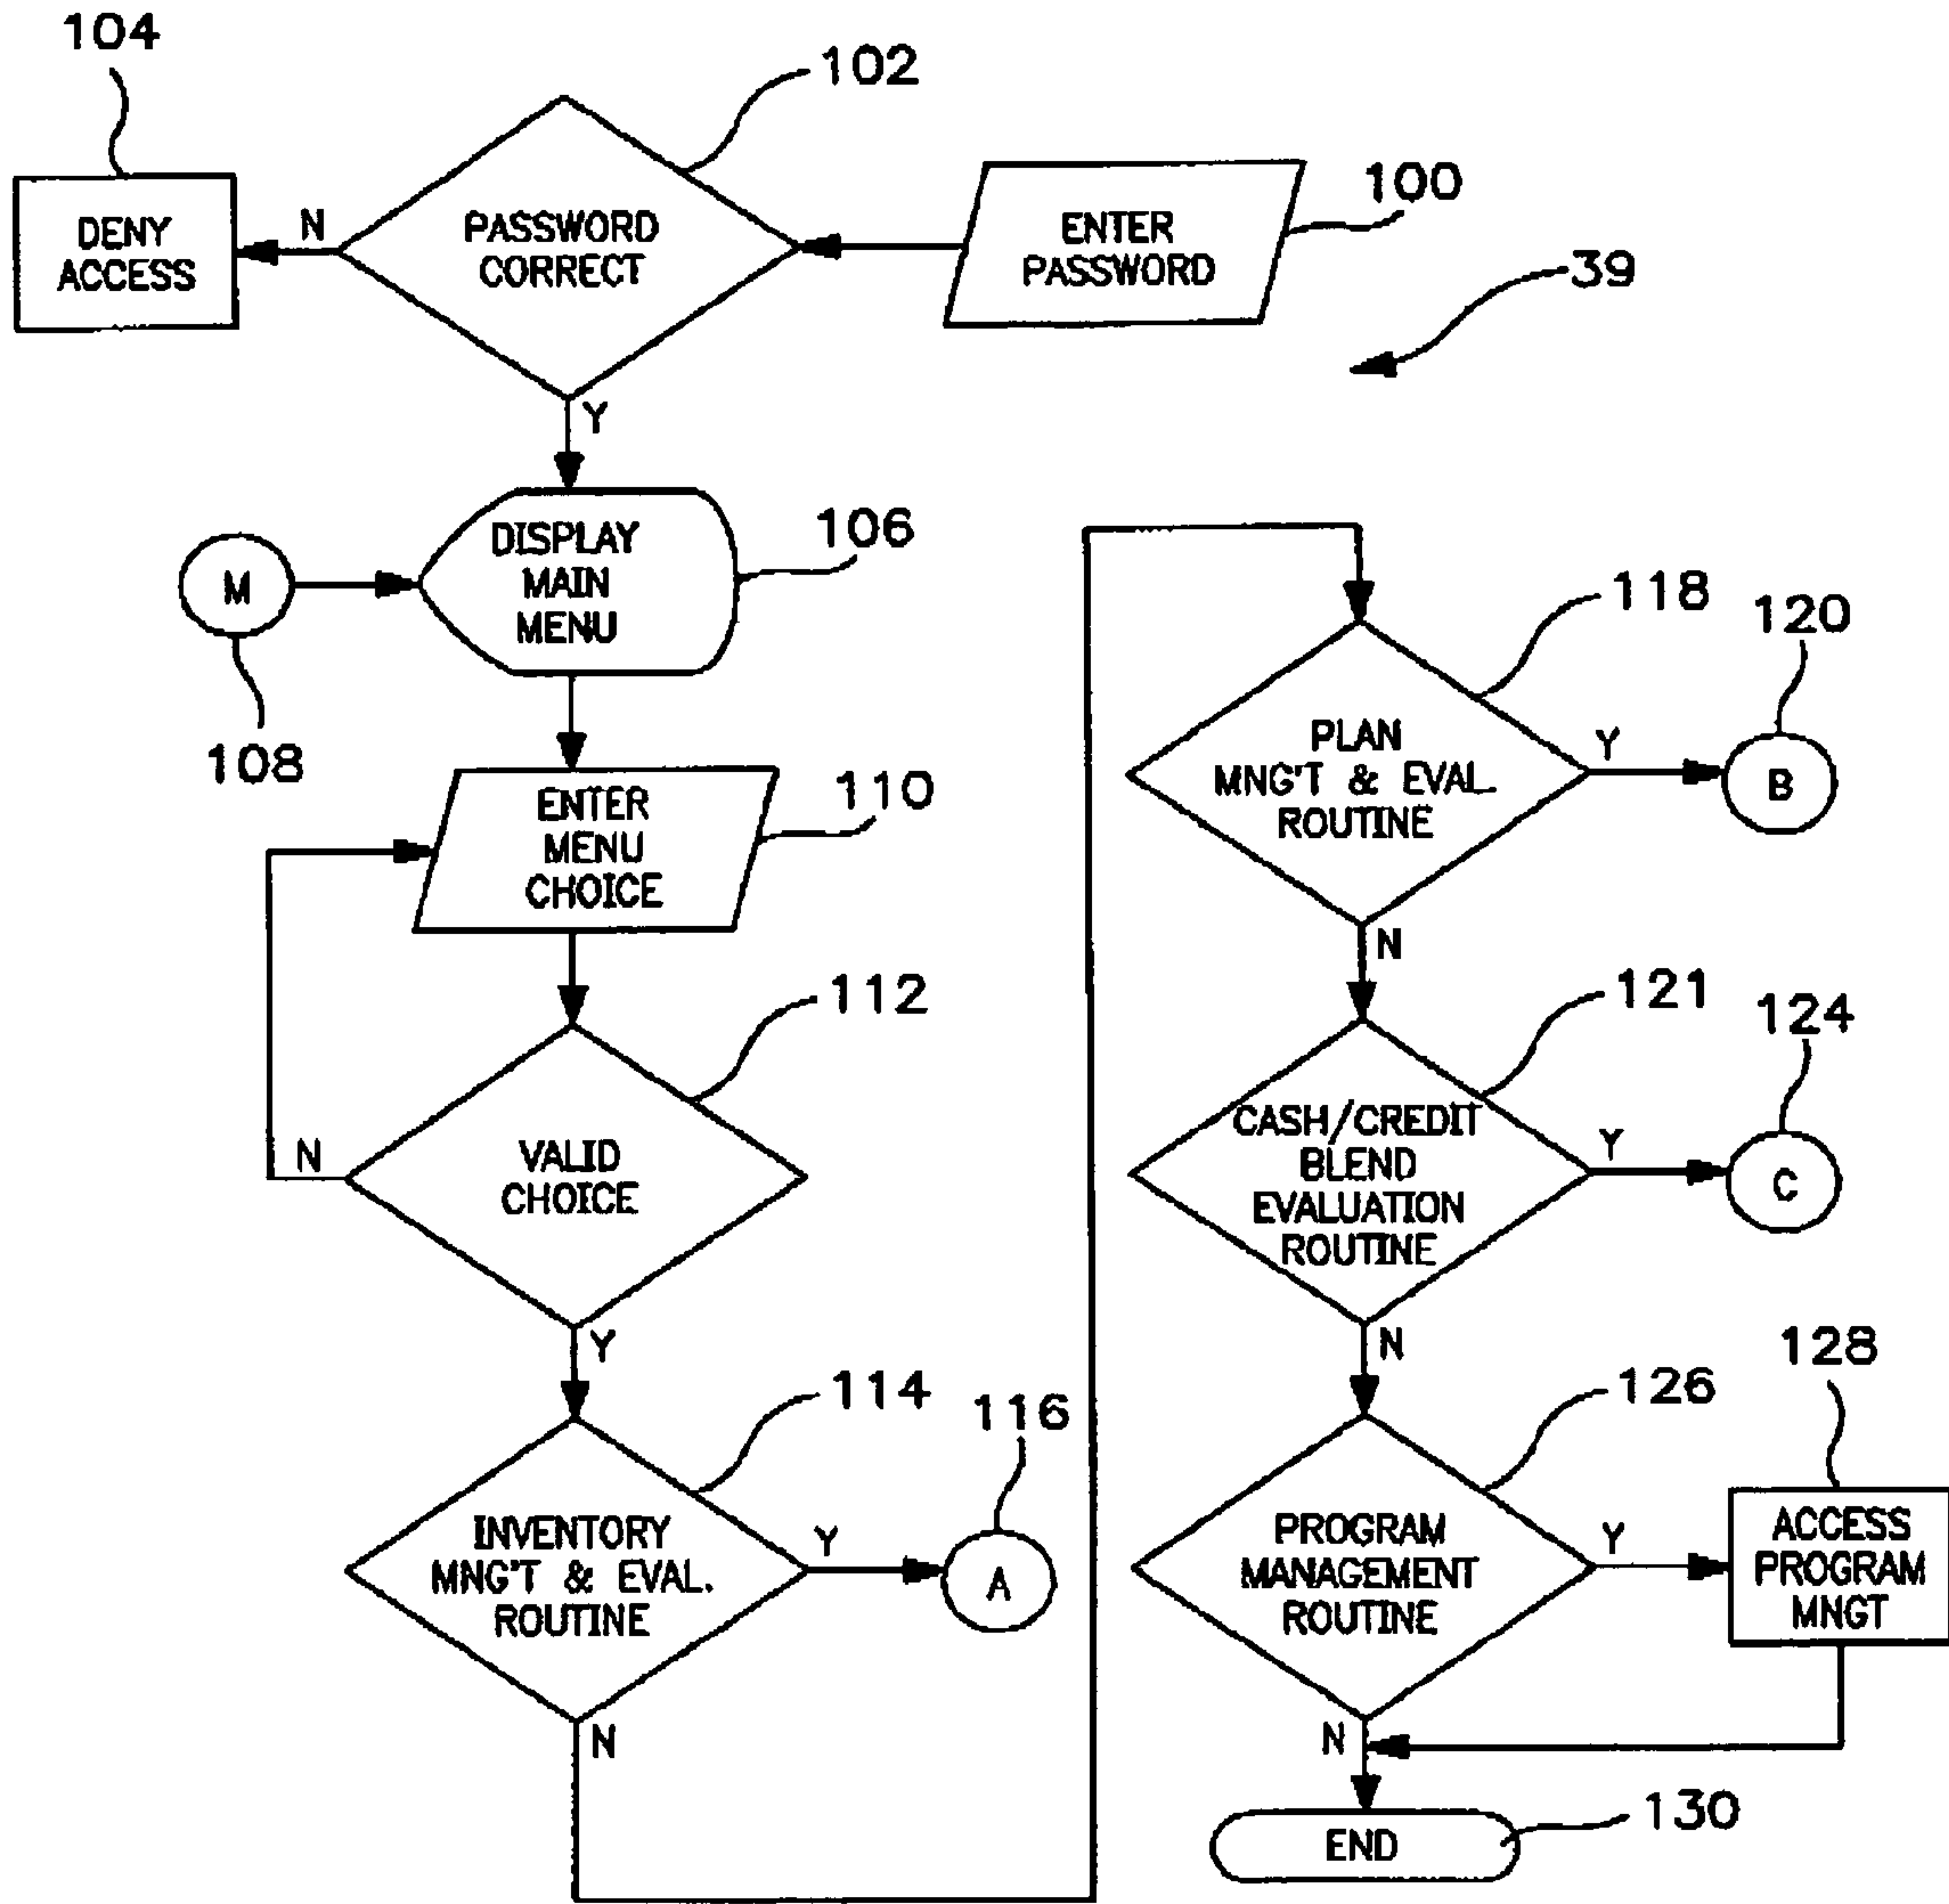 104
102
100
DENY
ACCESS
N
PASSWORD
CORRECT
ENTER
PASSWORD
39
Y
DISPLAY
MAIN
MENU
106
M
108
ENTER
MENU
CHOICE
110
112
VALID
CHOICE
N
Y
114
116
INVENTORY
MNG'T & EVAL.
ROUTINE
Y
A
N
118
120
PLAN
MNG'T & EVAL.
ROUTINE
Y
B
N
121
124
CASH/CREDIT
BLEND
EVALUATION
ROUTINE
Y
C
N
126
128
PROGRAM
MANAGEMENT
ROUTINE
Y
ACCESS
PROGRAM
MNGT
N
END
130